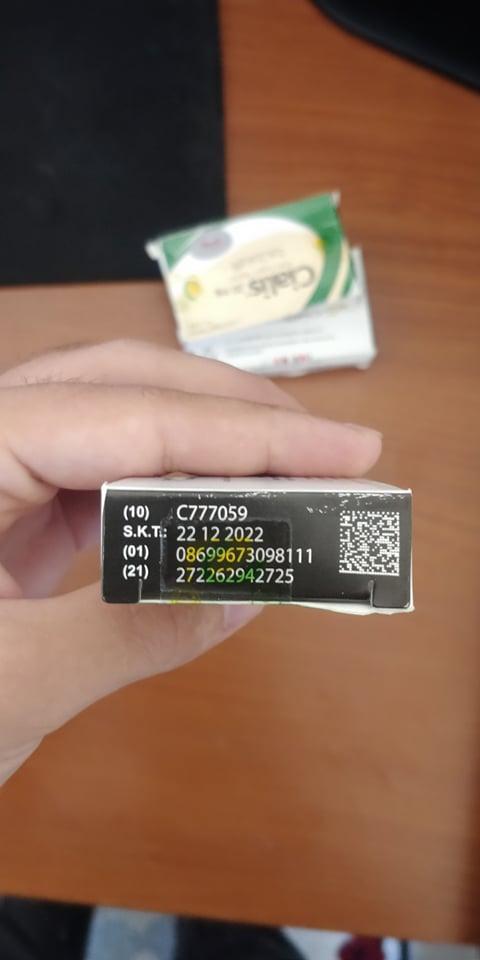 Cialis
(10) C777059
S.K.T.: 22 12 2022
(01) 08699673098111
(21) 272262942725